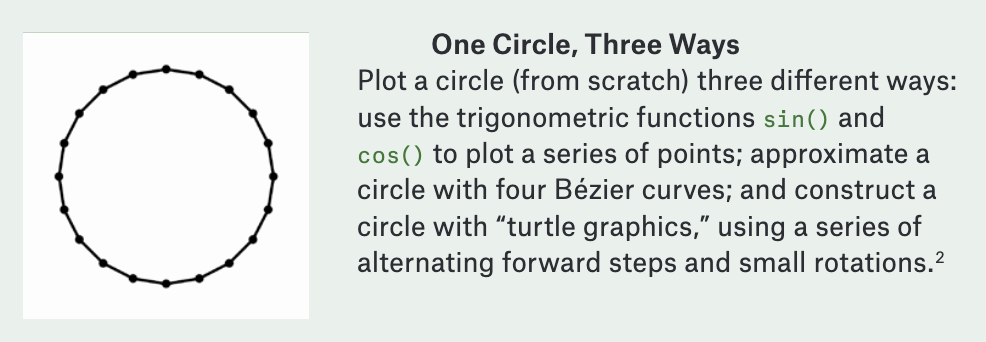 One Circle, Three Ways
Plot a circle (from scratch) three different ways:
use the trigonometric functions sin() and
cos() to plot a series of points; approximate a
circle with four Bézier curves; and construct a
circle with “turtle graphics,” using a series of
alternating forward steps and small rotations.²